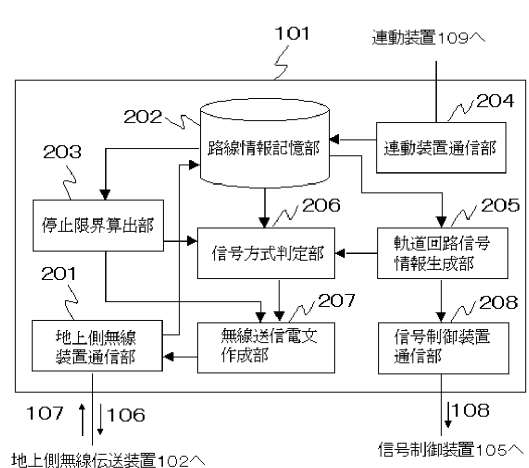 101
連動装置109へ
202
204
路線情報記憶部
連動装置通信部
203
206
205
停止限界算出部
信号方式判定部
軌道回路信号
情報生成部
201
207
208
地上側無線
装置通信部
無線送信電文
作成部
信号制御装置
通信部
107
106
108
地上側無線伝送装置102へ
信号制御装置105へ